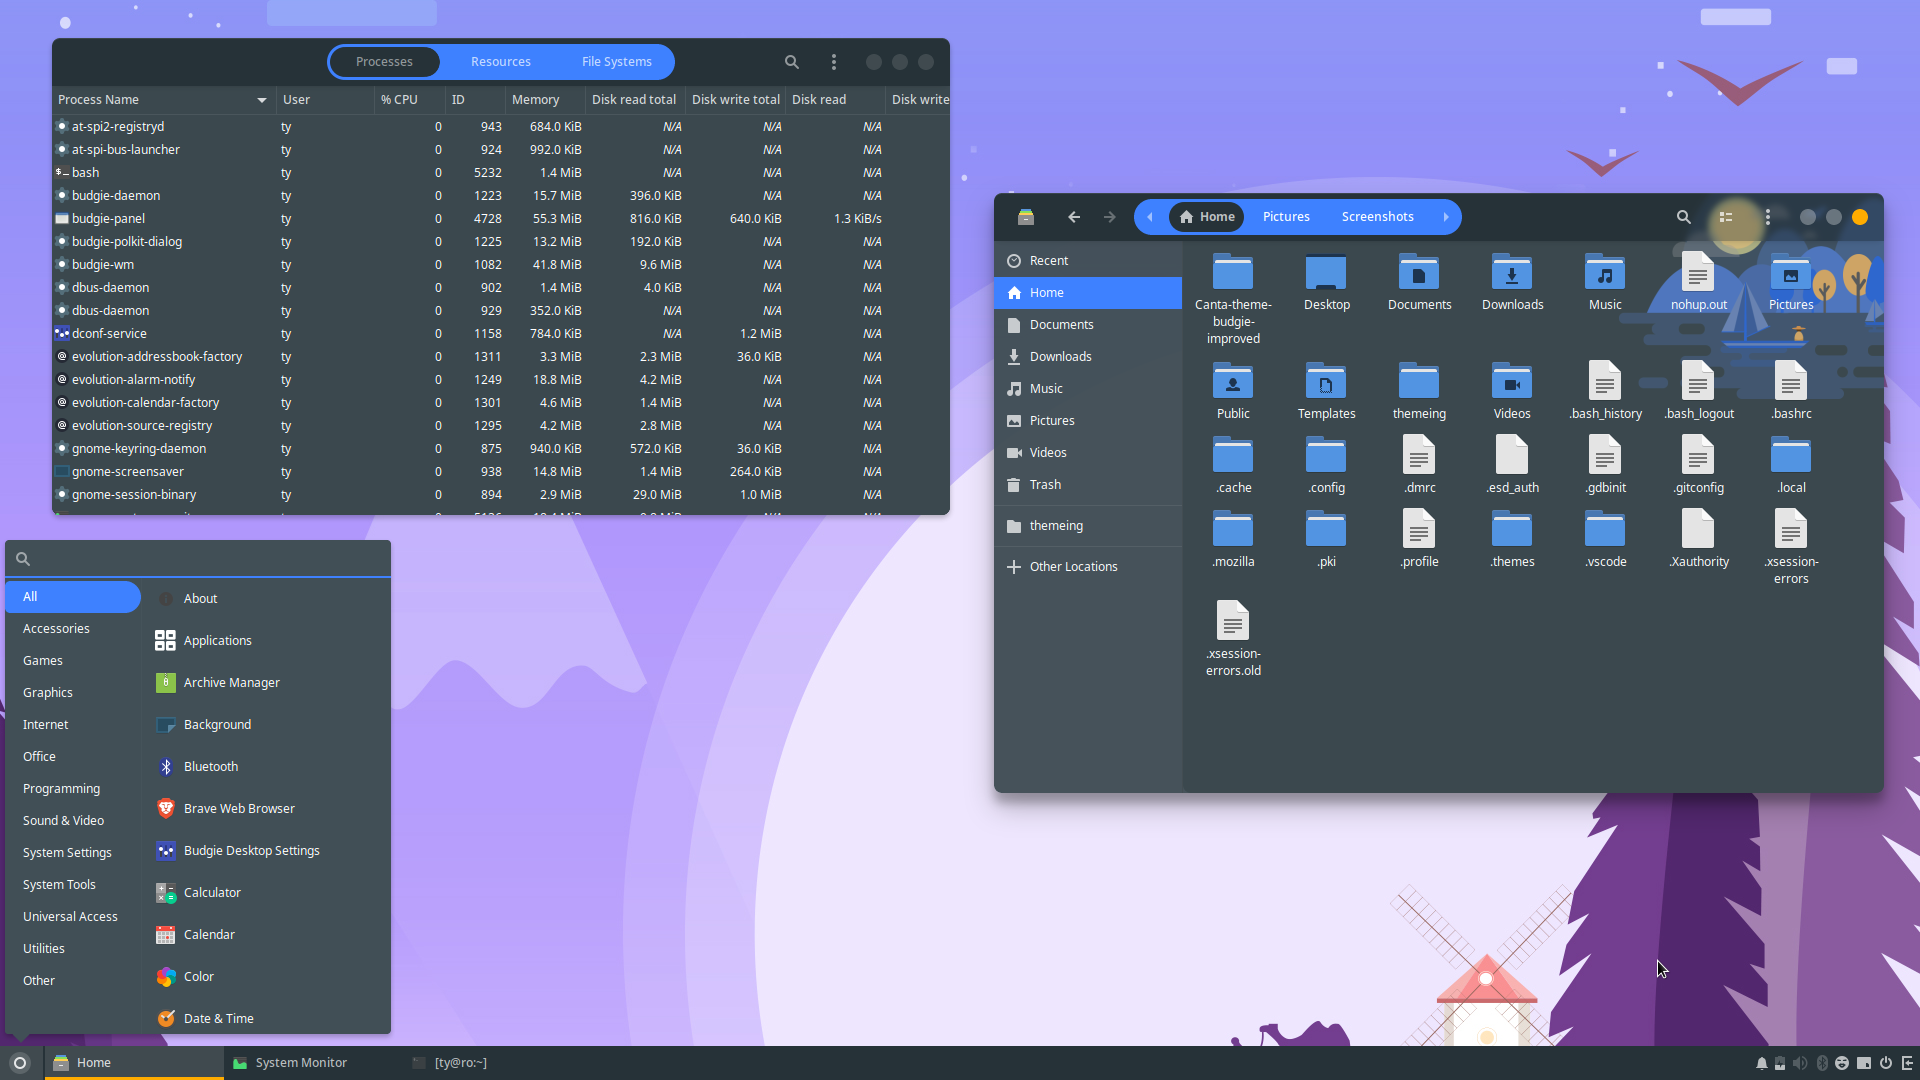 Processes Resources File Systems
Process Name User % CPU ID Memory Disk read total Disk write total Disk read Disk write
at-spi2-registryd ty 0 943 684.0 KiB N/A N/A N/A
at-spi-bus-launcher ty 0 924 992.0 KiB N/A N/A N/A
bash ty 0 5232 1.4 MiB N/A N/A N/A
budgie-daemon ty 0 1223 15.7 MiB 396.0 KiB N/A N/A
budgie-panel ty 0 4728 55.3 MiB 816.0 KiB 640.0 KiB 1.3 KiB/s
budgie-polkit-dialog ty 0 1225 13.2 MiB 192.0 KiB N/A N/A
budgie-wm ty 0 1082 41.8 MiB 9.6 MiB N/A N/A
dbus-daemon ty 0 902 1.4 MiB 4.0 KiB N/A N/A
dbus-daemon ty 0 929 352.0 KiB N/A N/A N/A
dconf-service ty 0 1158 784.0 KiB N/A 1.2 MiB N/A
evolution-addressbook-factory ty 0 1311 3.3 MiB 2.3 MiB 36.0 KiB N/A
evolution-alarm-notify ty 0 1249 18.8 MiB 4.2 MiB N/A N/A
evolution-calendar-factory ty 0 1301 4.6 MiB 1.4 MiB N/A N/A
evolution-source-registry ty 0 1295 4.2 MiB 2.8 MiB N/A N/A
gnome-keyring-daemon ty 0 875 940.0 KiB 572.0 KiB 36.0 KiB N/A
gnome-screensaver ty 0 938 14.8 MiB 1.4 MiB 264.0 KiB N/A
gnome-session-binary ty 0 894 2.9 MiB 29.0 MiB 1.0 MiB N/A
Home Pictures Screenshots
Recent
Home
Documents
Downloads
Music
Pictures
Videos
Trash
themeing
Other Locations
Canta-theme-
budgie-
improved
Desktop
Documents
Downloads
Music
nohup.out
Pictures
Public
Templates
themeing
Videos
.bash_history
.bash_logout
.bashrc
.cache
.config
.dmrc
.esd_auth
.gdbinit
.gitconfig
.local
.mozilla
.pki
.profile
.themes
.vscode
.Xauthority
.xsession-
errors
.xsession-
errors.old
All
Accessories
Games
Graphics
Internet
Office
Programming
Sound & Video
System Settings
System Tools
Universal Access
Utilities
Other
About
Applications
Archive Manager
Background
Bluetooth
Brave Web Browser
Budgie Desktop Settings
Calculator
Calendar
Color
Date & Time
Home
System Monitor
[ty@ro:~]